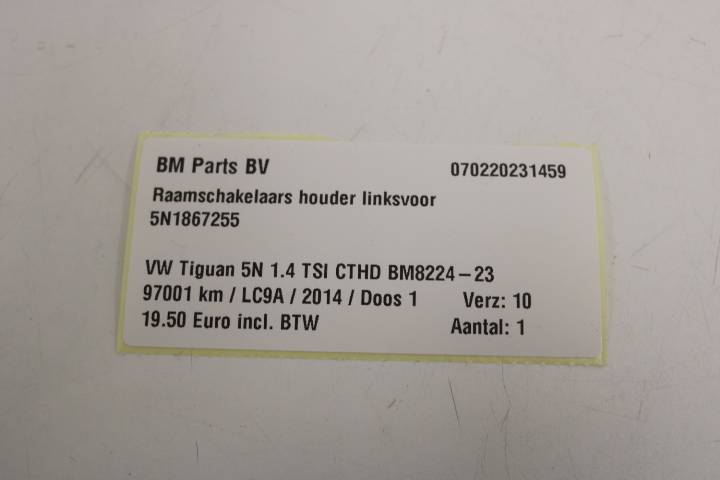 BM Parts BV 070220231459
Raamschakelaars houder linksvoor
5N1867255
VW Tiguan 5N 1.4 TSI CTHD BM8224-23
97001 km / LC9A / 2014 / Doos 1 Verz: 10
19.50 Euro incl. BTW Aantal: 1